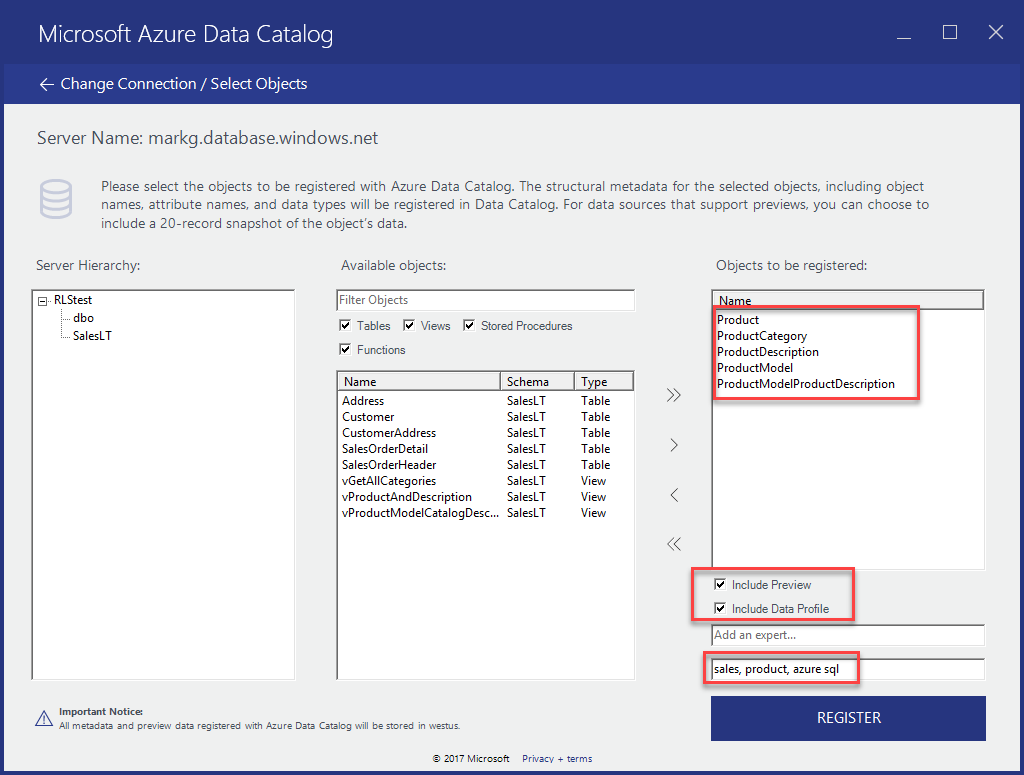 Microsoft Azure Data Catalog
Change Connection / Select Objects
Server Name: markg.database.windows.net
Please select the objects to be registered with Azure Data Catalog. The structural metadata for the selected objects, including object
names, attribute names, and data types will be registered in Data Catalog. For data sources that support previews, you can choose to
include a 20-record snapshot of the object's data.
Server Hierarchy:
RLStest
dbo
SalesLT
Available objects:
Filter Objects
Tables Views Stored Procedures
Functions
Name Schema Type
Address SalesLT Table
Customer SalesLT Table
CustomerAddress SalesLT Table
SalesOrderDetail SalesLT Table
SalesOrderHeader SalesLT Table
vGetAllCategories SalesLT View
vProductAndDescription SalesLT View
vProductModelCatalogDesc... SalesLT View
Objects to be registered:
Name
Product
ProductCategory
ProductDescription
ProductModel
ProductModelProductDescription
Include Preview
Include Data Profile
Add an expert...
sales, product, azure sql
REGISTER
Important Notice:
All metadata and preview data registered with Azure Data Catalog will be stored in westus.
© 2017 Microsoft Privacy + terms